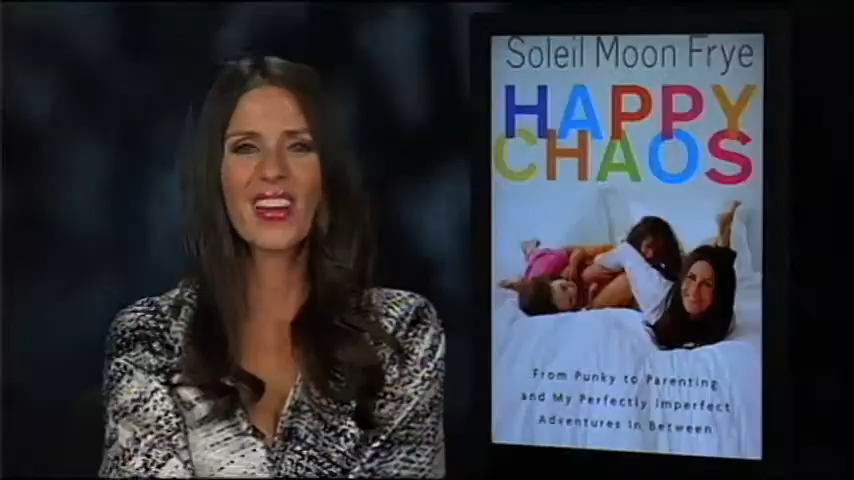 Soleil Moon Frye
HAPPY
CHAOS
From Punky to Parenting
and My Perfectly Imperfect
Adventures in Between